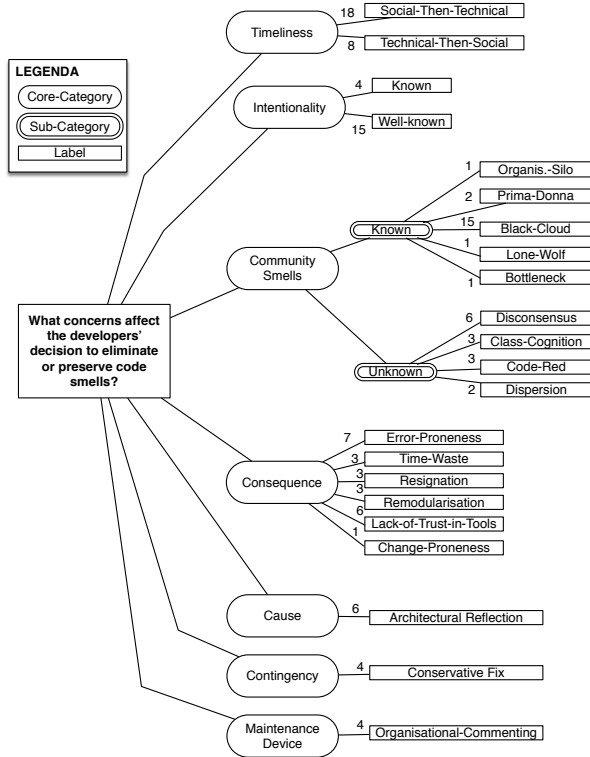 LEGENDA
Core-Category
Sub-Category
Label
What concerns affect
the developers'
decision to eliminate
or preserve code
smells?
Timeliness
18 Social-Then-Technical
8 Technical-Then-Social
Intentionality
4 Known
15 Well-known
Community
Smells
Known
1 Organis.-Silo
2 Prima-Donna
15 Black-Cloud
1 Lone-Wolf
1 Bottleneck
Unknown
6 Disconsensus
3 Class-Cognition
3 Code-Red
2 Dispersion
Consequence
7 Error-Proneness
3 Time-Waste
3 Resignation
3 Remodularisation
6 Lack-of-Trust-in-Tools
1 Change-Proneness
Cause
6 Architectural Reflection
Contingency
4 Conservative Fix
Maintenance
Device
4 Organisational-Commenting